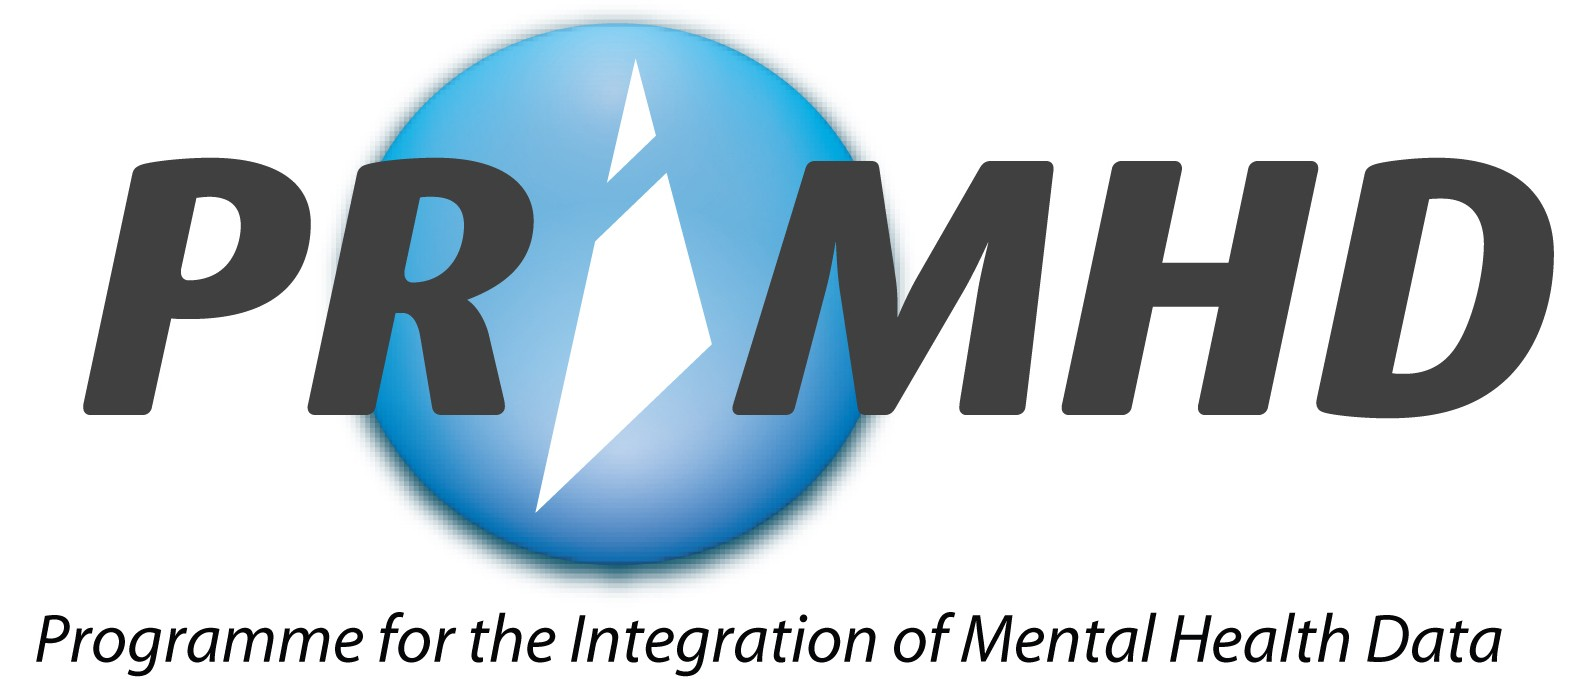 PRiMHD
Programme for the Integration of Mental Health Data